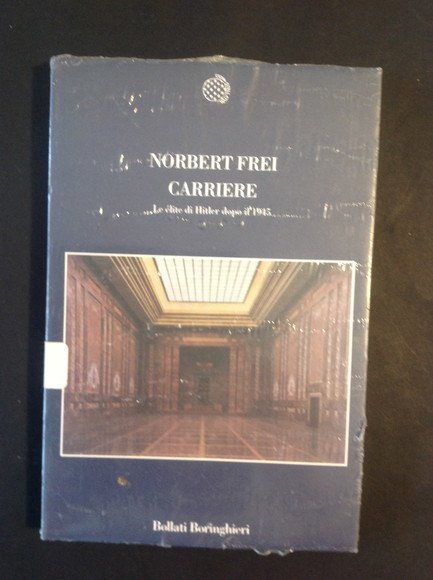 NORBERT FREI
CARRIERE
Le élite di Hitler dopo il 1945
Bollati Boringhieri